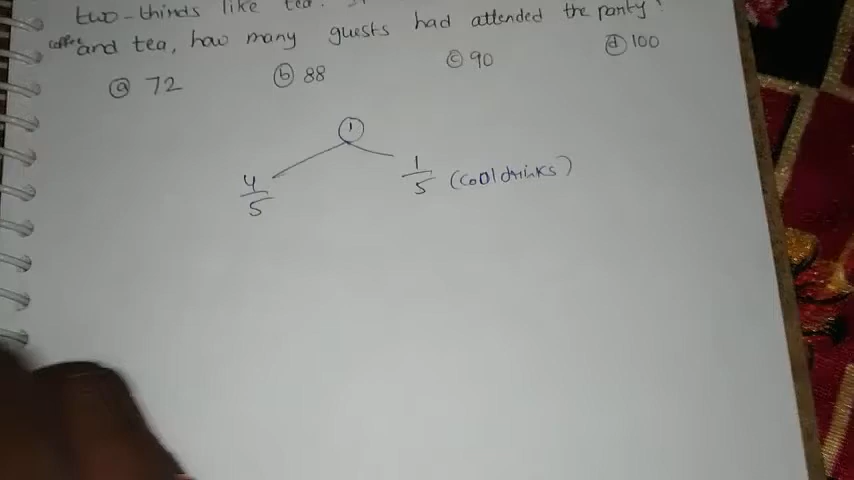 two-thirds like tea.
coffee and tea, how many guests had attended the party?
ⓐ 72 ⓑ 88 ⓒ 90 ⓓ 100
1
4/5 1/5 (cool drinks)